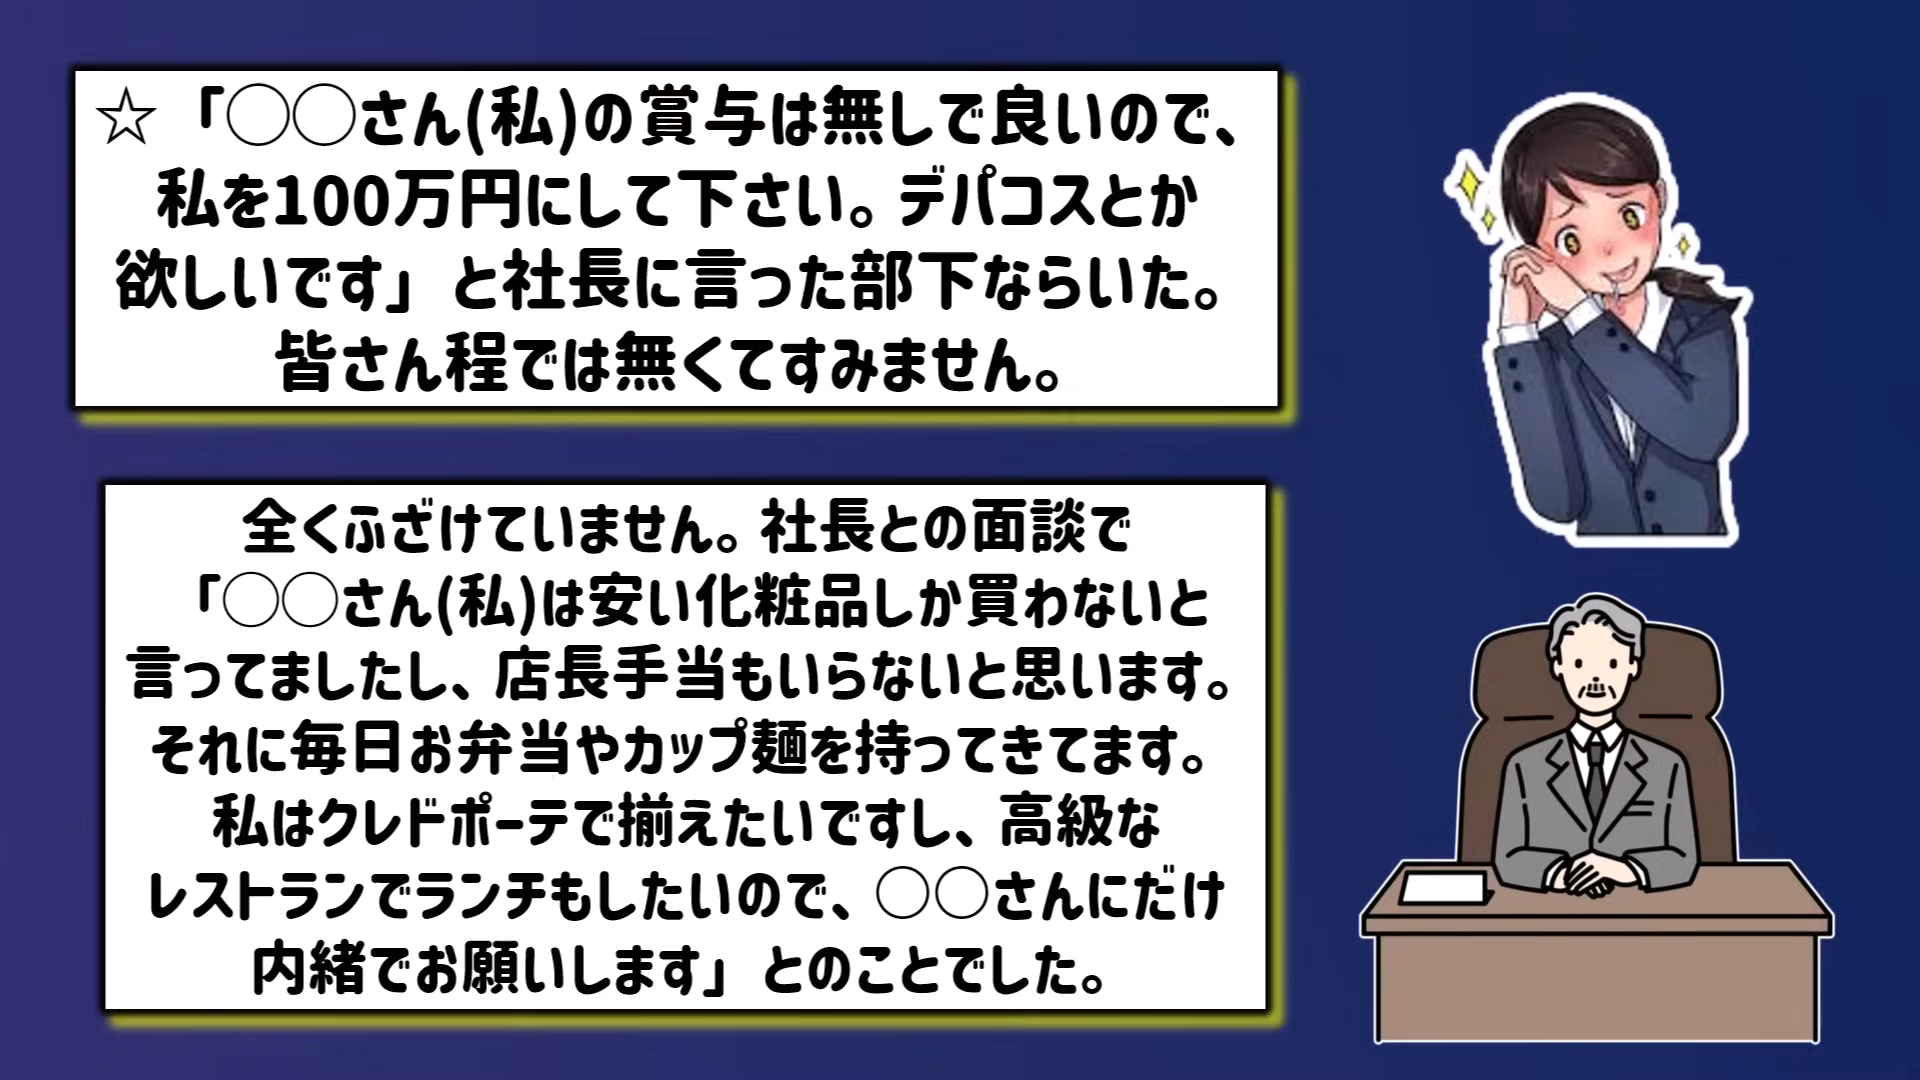 ☆「◯◯さん(私)の賞与は無しで良いので、
私を100万円にして下さい。デパコスとか
欲しいです」と社長に言った部下ならいた。
皆さん程では無くてすみません。
全くふざけていません。社長との面談で
「◯◯さん(私)は安い化粧品しか買わないと
言ってましたし、店長手当もいらないと思います。
それに毎日お弁当やカップ麺を持ってきてます。
私はクレドポーテで揃えたいですし、高級な
レストランでランチもしたいので、◯◯さんにだけ
内緒でお願いします」とのことでした。